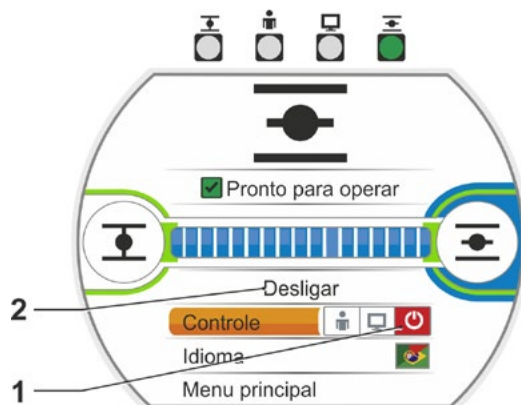 Pronto para operar
Desligar
2
Controle
Idioma
1
Menu principal